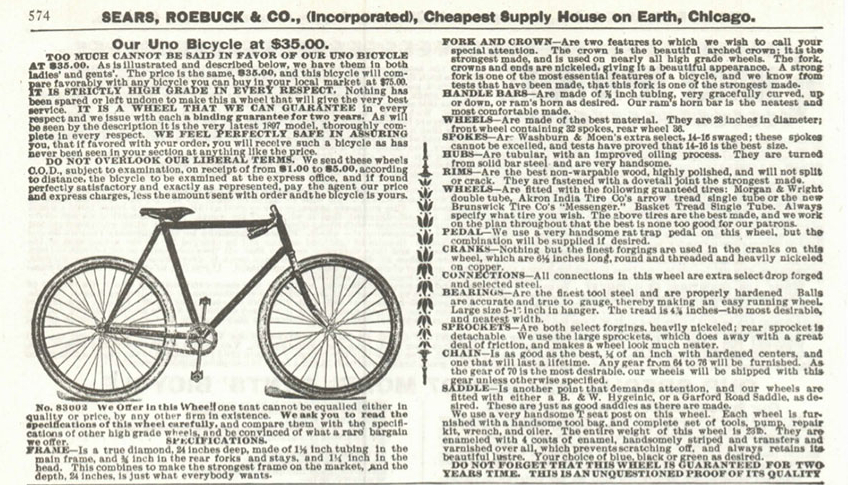 574
SEARS, ROEBUCK & CO., (Incorporated), Cheapest Supply House on Earth, Chicago.
Our Uno Bicycle at $35.00.
TOO MUCH CANNOT BE SAID IN FAVOR OF OUR UNO BICYCLE
AT $35.00. As is illustrated and described below, we have them in both
ladies' and gents'. The price is the same, $35.00, and this bicycle will com-
pare favorably with any bicycle you can buy in your local market at $75.00.
IT IS STRICTLY HIGH GRADE IN EVERY RESPECT. Nothing has
been spared or left undone to make this a wheel that will give the very best
service. IT IS A WHEEL THAT WE CAN GUARANTEE in every
respect and we issue with each a binding guarantee for two years. As will
be seen by the description it is the very latest 1897 model, thoroughly com-
plete in every respect. WE FEEL PERFECTLY SAFE IN ASSURING
you, that if favored with your order, you will receive such a bicycle as has
never been seen in your section at anything like the price.
DO NOT OVERLOOK OUR LIBERAL TERMS. We send these wheels
C.O.D., subject to examination, on receipt of from $1.00 to $5.00, according
to distance, the bicycle to be examined at the express office, and if found
perfectly satisfactory and exactly as represented, pay the agent our price
and express charges, less the amount sent with order and the bicycle is yours.
No. 83002 We Offer in this Wheel one that cannot be equalled either in
quality or price, by any other firm in existence. We ask you to read the
specifications of this wheel carefully, and compare them with the specifi-
cations of other high grade wheels, and be convinced of what a rare bargain
we offer. SPECIFICATIONS.
FRAME—Is a true diamond, 24 inches deep, made of 1⅛ inch tubing in the
main frame, and ¾ inch in the rear forks and stays, and 1¼ inch in the
head. This combines to make the strongest frame on the market, and the
depth, 24 inches, is just what everybody wants.
FORK AND CROWN—Are two features to which we wish to call your
special attention. The crown is the beautiful arched crown; it is the
strongest made, and is used on nearly all high grade wheels. The fork,
crowns and ends are nickeled, giving it a beautiful appearance. A strong
fork is one of the most essential features of a bicycle, and we know from
tests that have been made, that this fork is one of the strongest made.
HANDLE BARS—Are made of ⅞ inch tubing, very gracefully curved, up
or down, or ram's horn as desired. Our ram's horn bar is the neatest and
most comfortable made.
WHEELS—Are made of the best material. They are 28 inches in diameter;
front wheel containing 32 spokes, rear wheel 36.
SPOKES—Ar Washburn & Moen's extra select, 14-16 swaged; these spokes
cannot be excelled, and tests have proved that 14-16 is the best size.
HUBS—Are tubular, with an improved oiling process. They are turned
from solid bar steel and are very handsome.
RIMS—Are the best non-warpable wood, highly polished, and will not split
or crack. They are fastened with a dovetail joint the strongest made.
WHEELS—Are fitted with the following guanteed tires: Morgan & Wright
double tube, Akron India Tire Co's arrow tread single tube or the new
Brunswick Tire Co's "Messenger." Basket Tread Single Tube. Always
specify what tire you wish. The above tires are the best made, and we work
on the plan throughout that the best is none too good for our patrons.
PEDAL—We use a very handsome rat trap pedal on this wheel, but the
combination will be supplied if desired.
CRANKS—Nothing but the finest forgings are used in the cranks on this
wheel, which are 6½ inches long, round and threaded and heavily nickeled
on copper.
CONNECTIONS—All connections in this wheel are extra select drop forged
and selected steel.
BEARINGS—Are the finest tool steel and are properly hardened Balls
are accurate and true to gauge, thereby making an easy running wheel.
Large size inch in hanger. The tread is inches—the most desirable,
and neatest width.
SPROCKETS—Are both select forgings, heavily nickeled; rear sprocket is
detachable. We use the large sprockets, which does away with a great
deal of friction, and makes a wheel look much neater.
CHAIN—Is as good as the best, ¼ of an inch with hardened centers, and
one that will last a lifetime. Any gear from 64 to 76 will be furnished. As
the gear of 70 is the most desirable, our wheels will be shipped with this
gear unless otherwise specified.
SADDLE—Is another point that demands attention, and our wheels are
fitted with either a B. & W. Hygeinic, or a Garford Road Saddle, as de-
sired. These are just as good saddles as there are made.
We use a very handsome T seat post on this wheel. Each wheel is fur-
nished with a handsome tool bag, and complete set of tools, pump, repair
kit, wrench, and oiler. The entire weight of this wheel is lb. They are
enameled with 4 coats of enamel, handsomely striped and transfers and
varnished over all, which prevents scratching off, and always retains its
beautiful lustre. Your choice of blue, black or green as desired.
DO NOT FORGET THAT THIS WHEEL IS GUARANTEED FOR TWO
YEARS TIME. THIS IS AN UNQUESTIONED PROOF OF ITS QUALITY